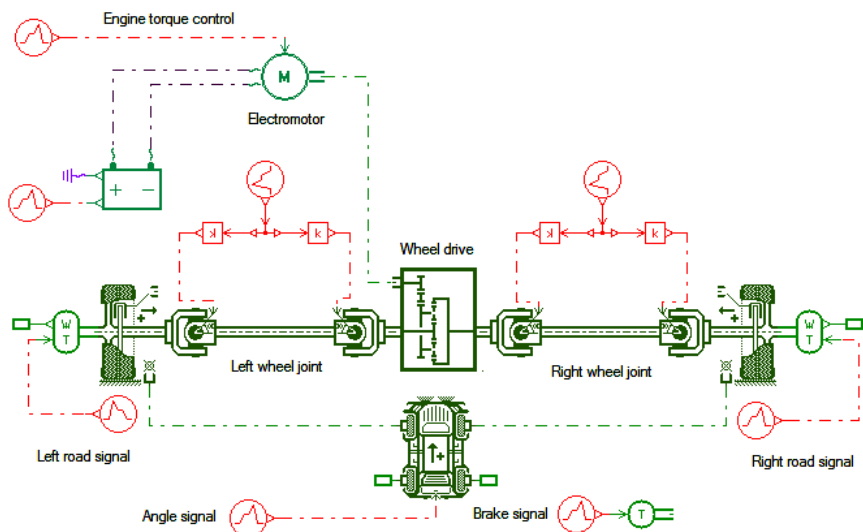 Engine torque control
M
Electromotor
+ −
k k
k k
Wheel drive
W
T
+
+
W
T
Left wheel joint
Right wheel joint
+
Left road signal
Right road signal
Angle signal
Brake signal
T